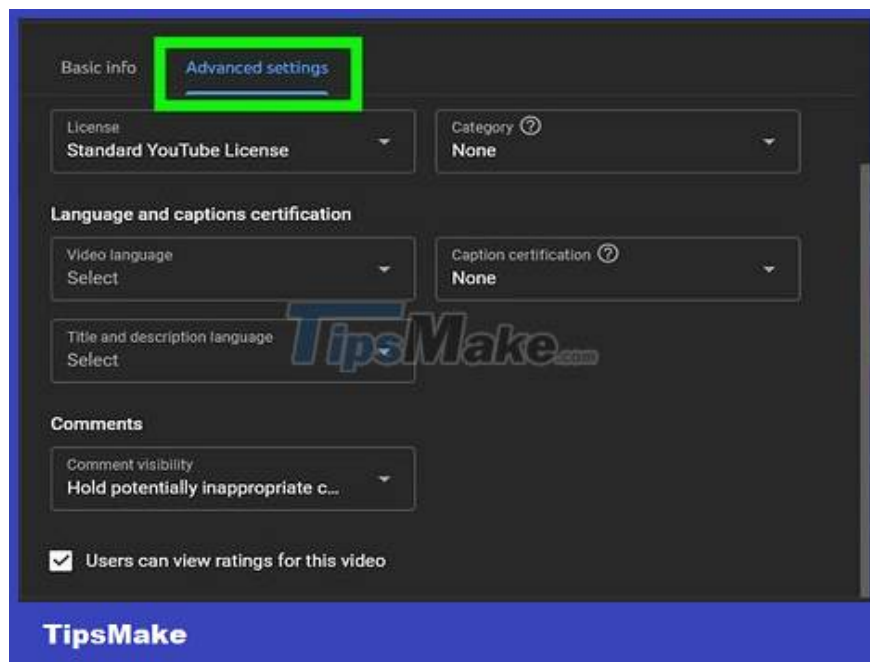 Basic info
Advanced settings
License
Standard YouTube License
Category
None
Language and captions certification
Video language
Select
Caption certification
None
Title and description language
Select
TipsMake.com
Comments
Comment visibility
Hold potentially inappropriate c...
Users can view ratings for this video
TipsMake